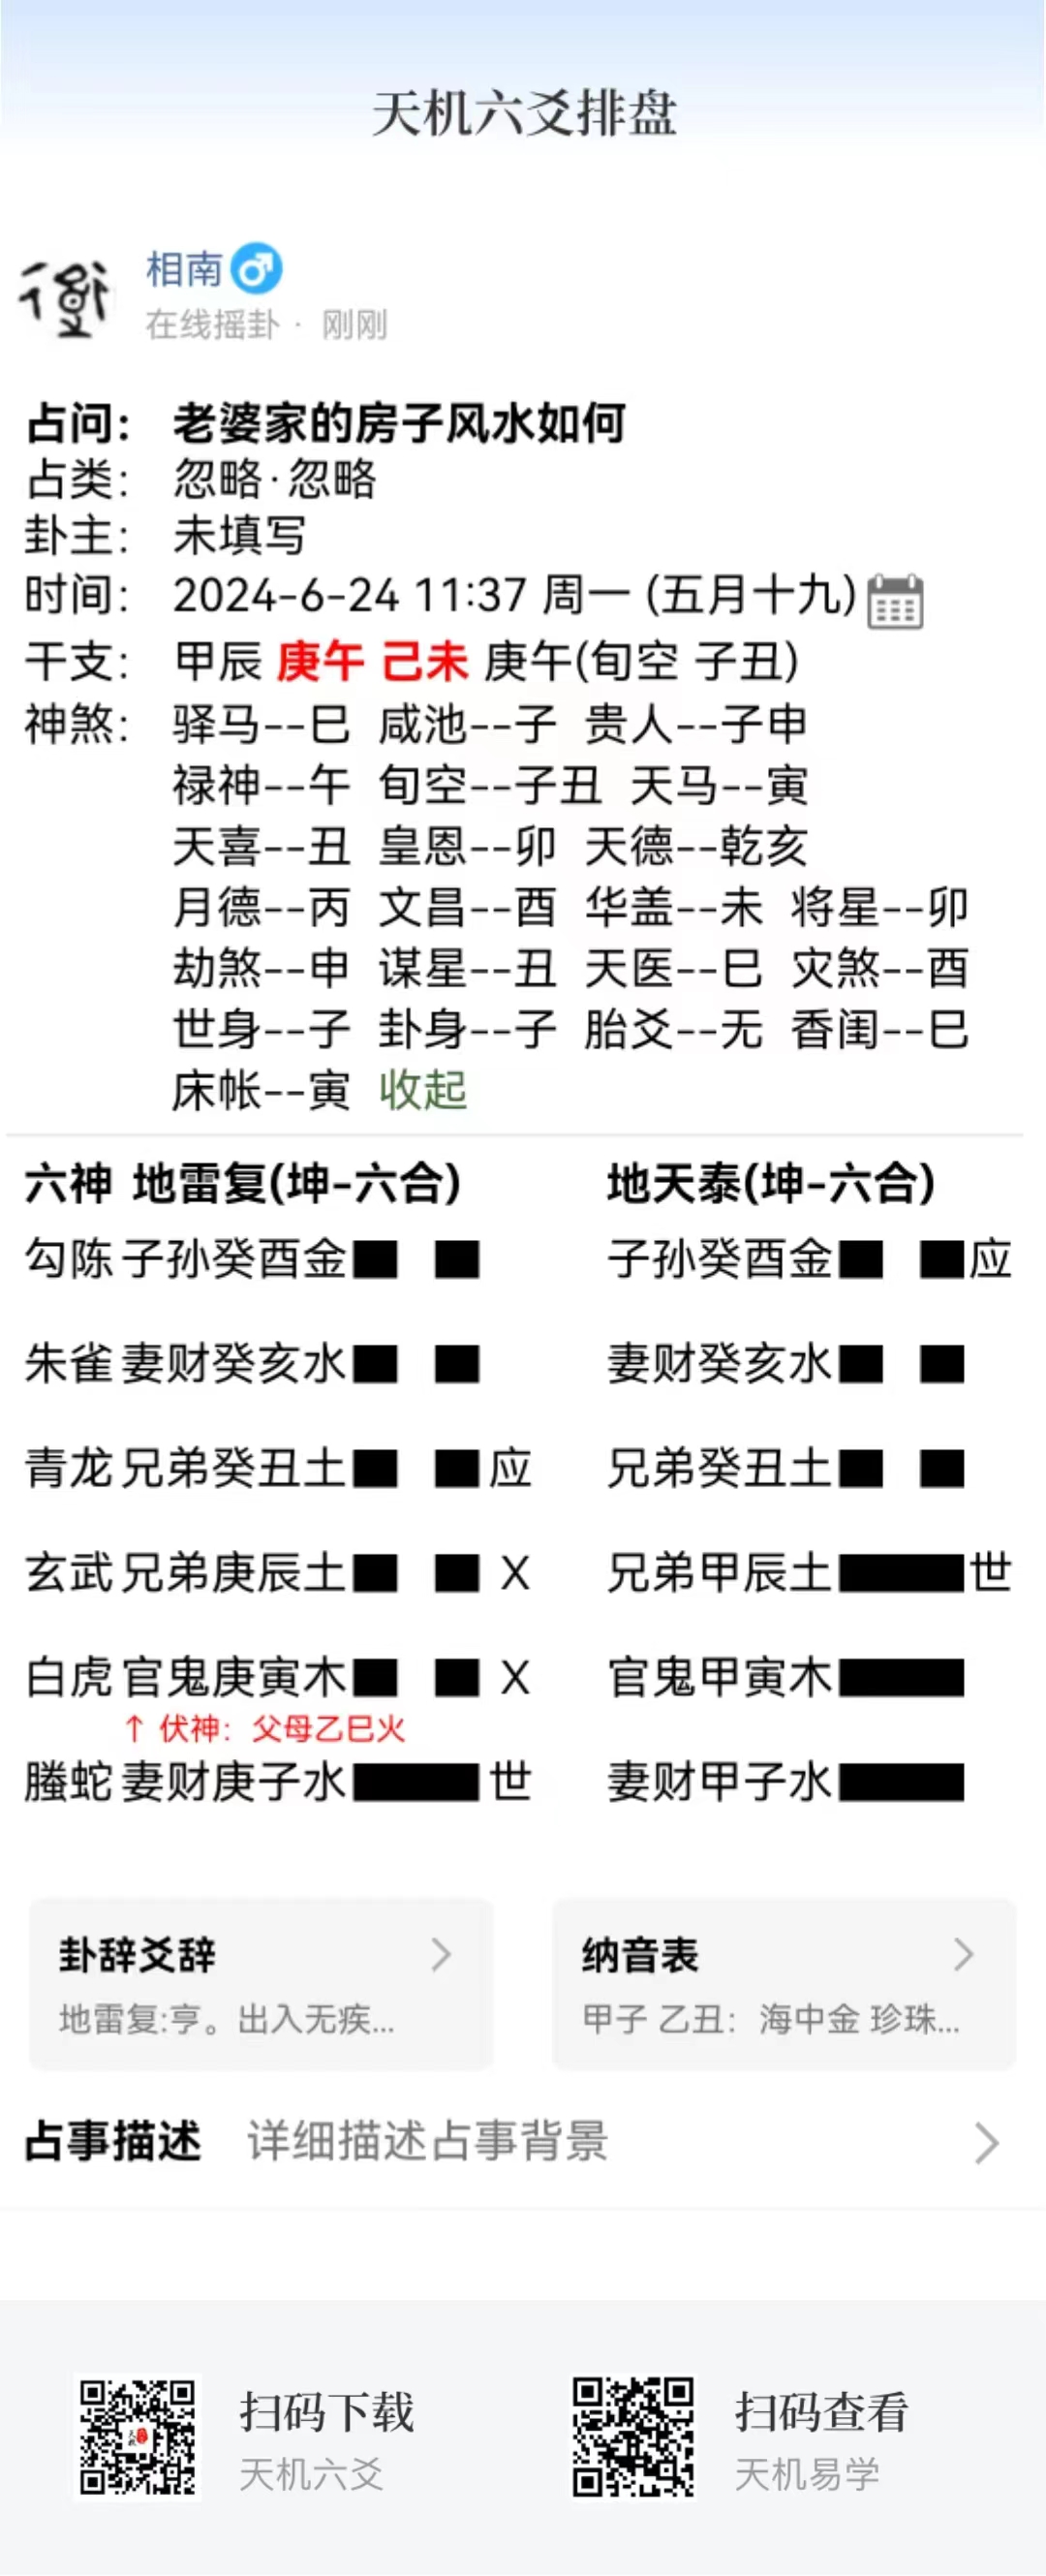 天机六爻排盘
相南
在线摇卦 · 刚刚
占问： 老婆家的房子风水如何
占类： 忽略·忽略
卦主： 未填写
时间： 2024-6-24 11:37 周一 (五月十九)
干支： 甲辰 庚午 己未 庚午(旬空 子丑)
神煞： 驿马--巳 咸池--子 贵人--子申
禄神--午 旬空--子丑 天马--寅
天喜--丑 皇恩--卯 天德--乾亥
月德--丙 文昌--酉 华盖--未 将星--卯
劫煞--申 谋星--丑 天医--巳 灾煞--酉
世身--子 卦身--子 胎爻--无 香闺--巳
床帐--寅 收起
六神 地雷复(坤-六合) 地天泰(坤-六合)
勾陈 子孙癸酉金 子孙癸酉金 应
朱雀 妻财癸亥水 妻财癸亥水
青龙 兄弟癸丑土 应 兄弟癸丑土
玄武 兄弟庚辰土 X 兄弟甲辰土 世
白虎 官鬼庚寅木 X 官鬼甲寅木
↑ 伏神： 父母乙巳火
螣蛇 妻财庚子水 世 妻财甲子水
卦辞爻辞 纳音表
地雷复:亨。出入无疾... 甲子 乙丑：海中金 珍珠...
占事描述 详细描述占事背景
扫码下载 扫码查看
天机六爻 天机易学